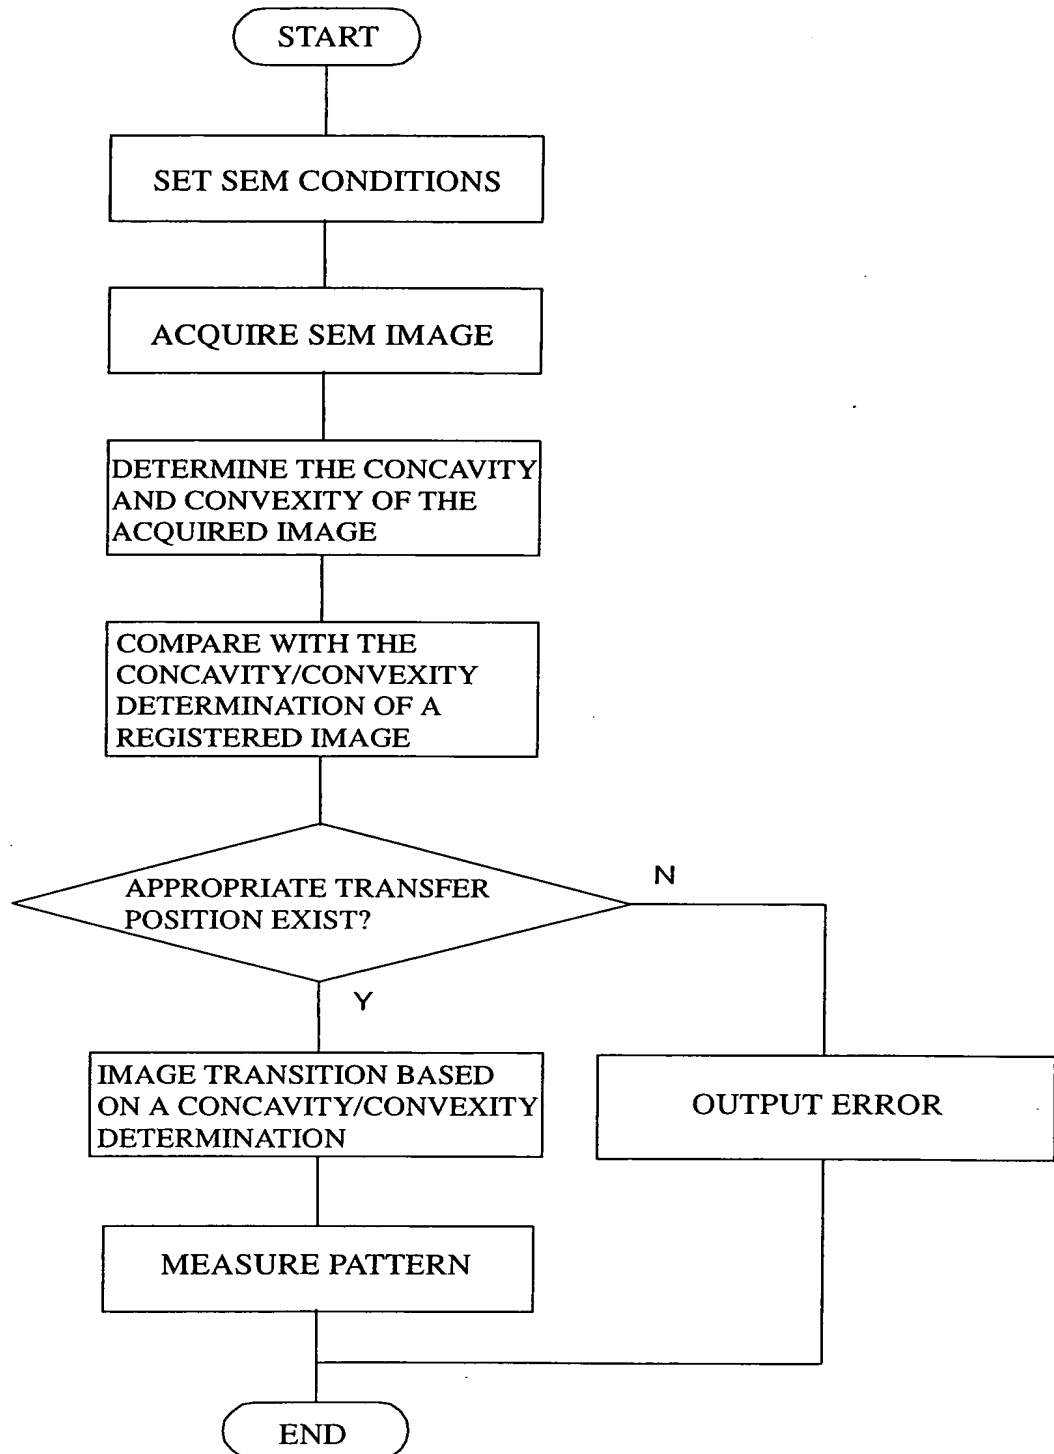 START
SET SEM CONDITIONS
ACQUIRE SEM IMAGE
DETERMINE THE CONCAVITY
AND CONVEXITY OF THE
ACQUIRED IMAGE
COMPARE WITH THE
CONCAVITY/CONVEXITY
DETERMINATION OF A
REGISTERED IMAGE
APPROPRIATE TRANSFER
POSITION EXIST?
N
Y
IMAGE TRANSITION BASED
ON A CONCAVITY/CONVEXITY
DETERMINATION
OUTPUT ERROR
MEASURE PATTERN
END